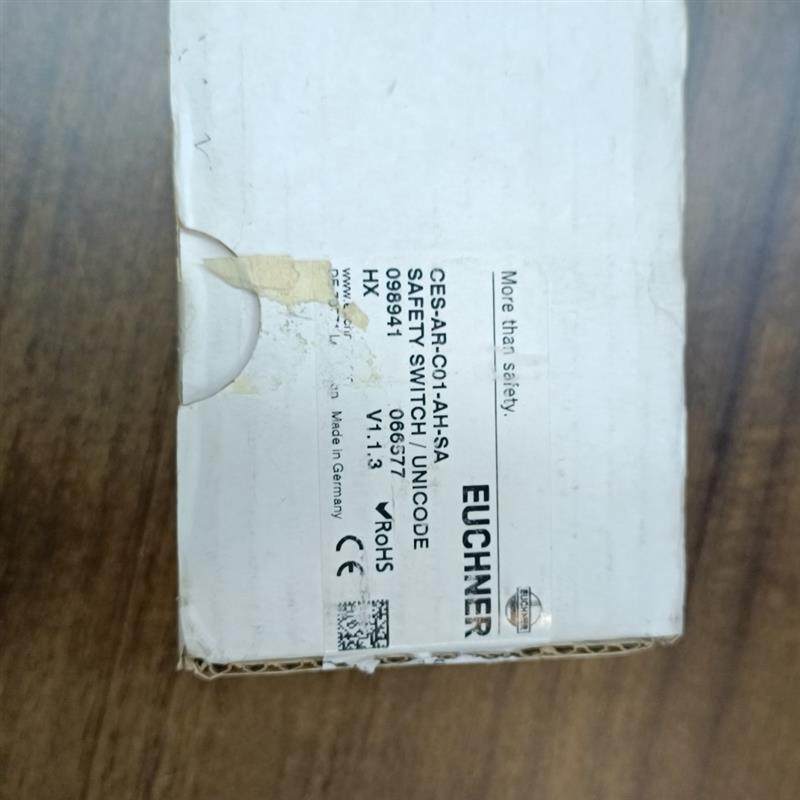 More than safety.
EUCHNER
EUCHNER
CES-AR-C01-AH-SA
SAFETY SWITCH / UNICODE
098941 066577
HX V1.1.3 ✔RoHS
Made in Germany CE